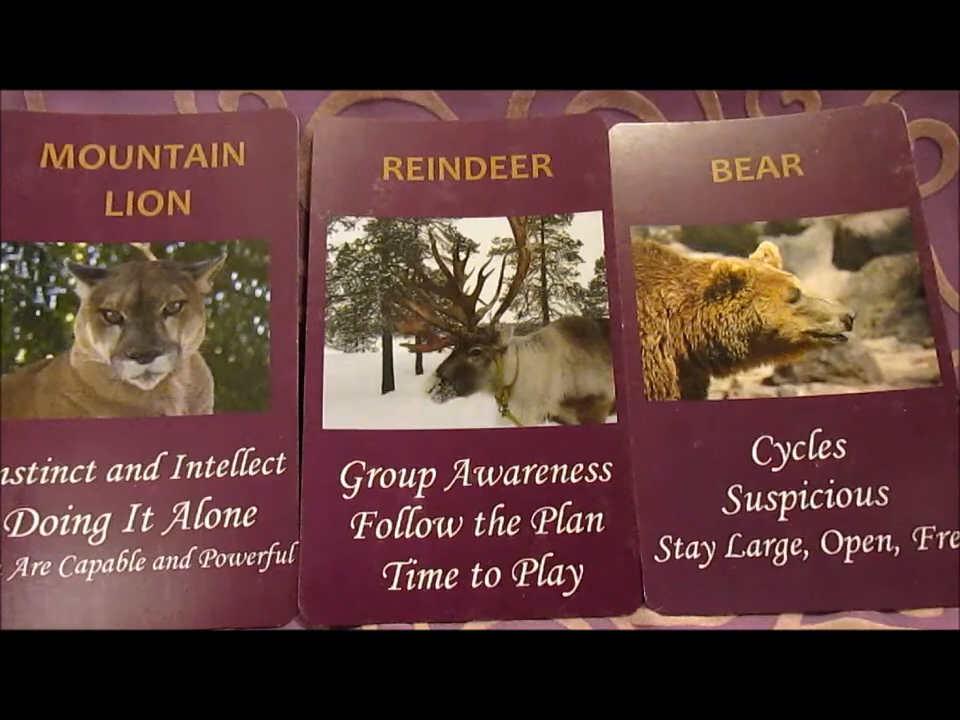 MOUNTAIN
LION
nstinct and Intellect
Doing It Alone
Are Capable and Powerful
REINDEER
Group Awareness
Follow the Plan
Time to Play
BEAR
Cycles
Suspicious
Stay Large, Open, Fre